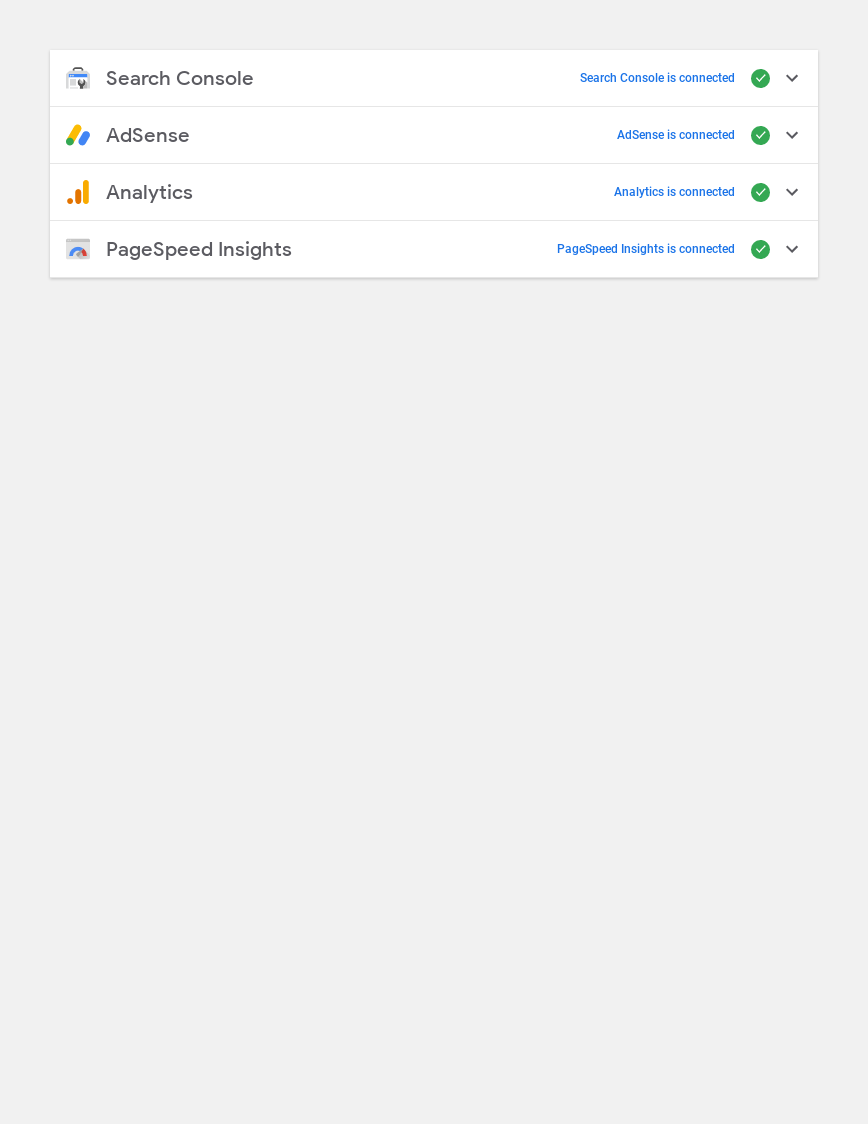 Search Console Search Console is connected
AdSense AdSense is connected
Analytics Analytics is connected
PageSpeed Insights PageSpeed Insights is connected